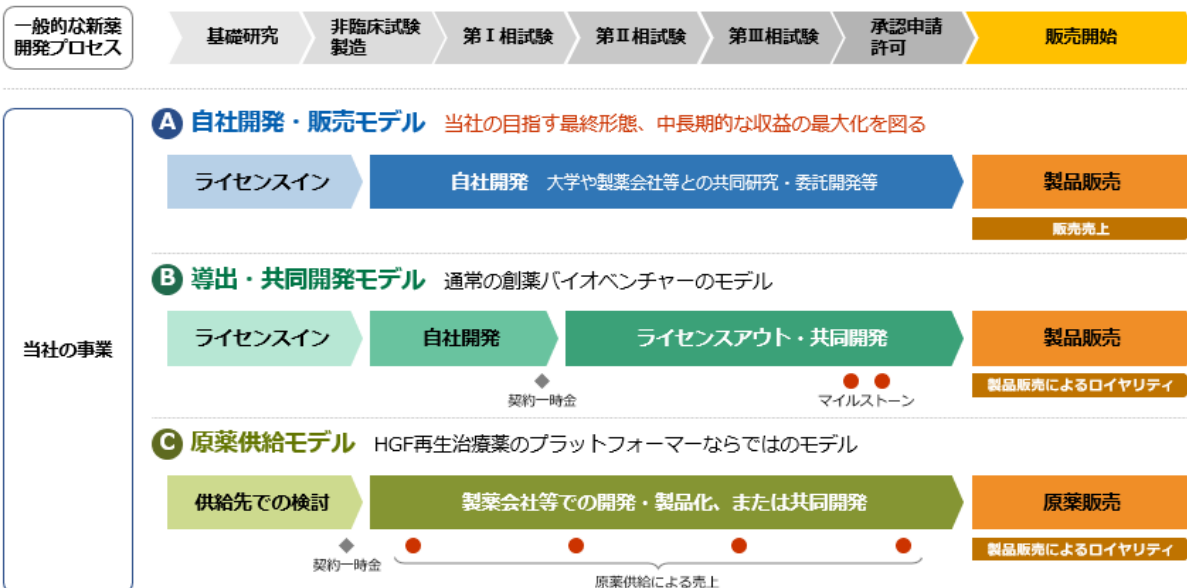 一般的な新薬
開発プロセス
基礎研究
非臨床試験
製造
第Ⅰ相試験
第Ⅱ相試験
第Ⅲ相試験
承認申請
許可
販売開始
当社の事業
A 自社開発・販売モデル 当社の目指す最終形態、中長期的な収益の最大化を図る
ライセンスイン
自社開発 大学や製薬会社等との共同研究・委託開発等
製品販売
販売売上
B 導出・共同開発モデル 通常の創薬バイオベンチャーのモデル
ライセンスイン
自社開発
ライセンスアウト・共同開発
製品販売
契約一時金
マイルストーン
製品販売によるロイヤリティ
C 原薬供給モデル HGF再生治療薬のプラットフォーマーならではのモデル
供給先での検討
製薬会社等での開発・製品化、または共同開発
原薬販売
契約一時金
原薬供給による売上
製品販売によるロイヤリティ